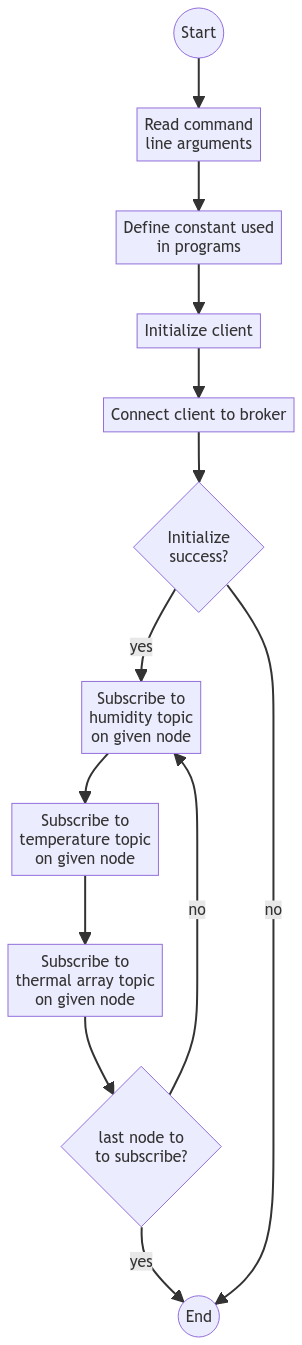 Start
Read command
line arguments
Define constant used
in programs
Initialize client
Connect client to broker
Initialize
success?
yes
Subscribe to
humidity topic
on given node
Subscribe to
temperature topic
on given node
no
no
Subscribe to
thermal array topic
on given node
last node to
to subscribe?
yes
End